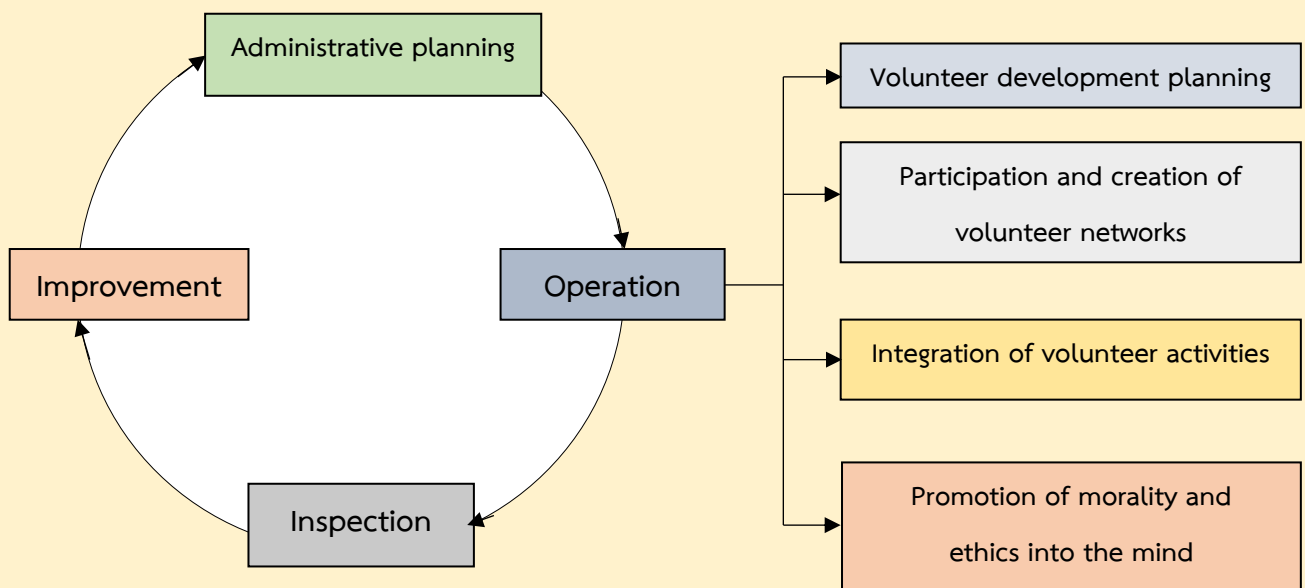 Administrative planning
Improvement
Operation
Inspection
Volunteer development planning
Participation and creation of
volunteer networks
Integration of volunteer activities
Promotion of morality and
ethics into the mind